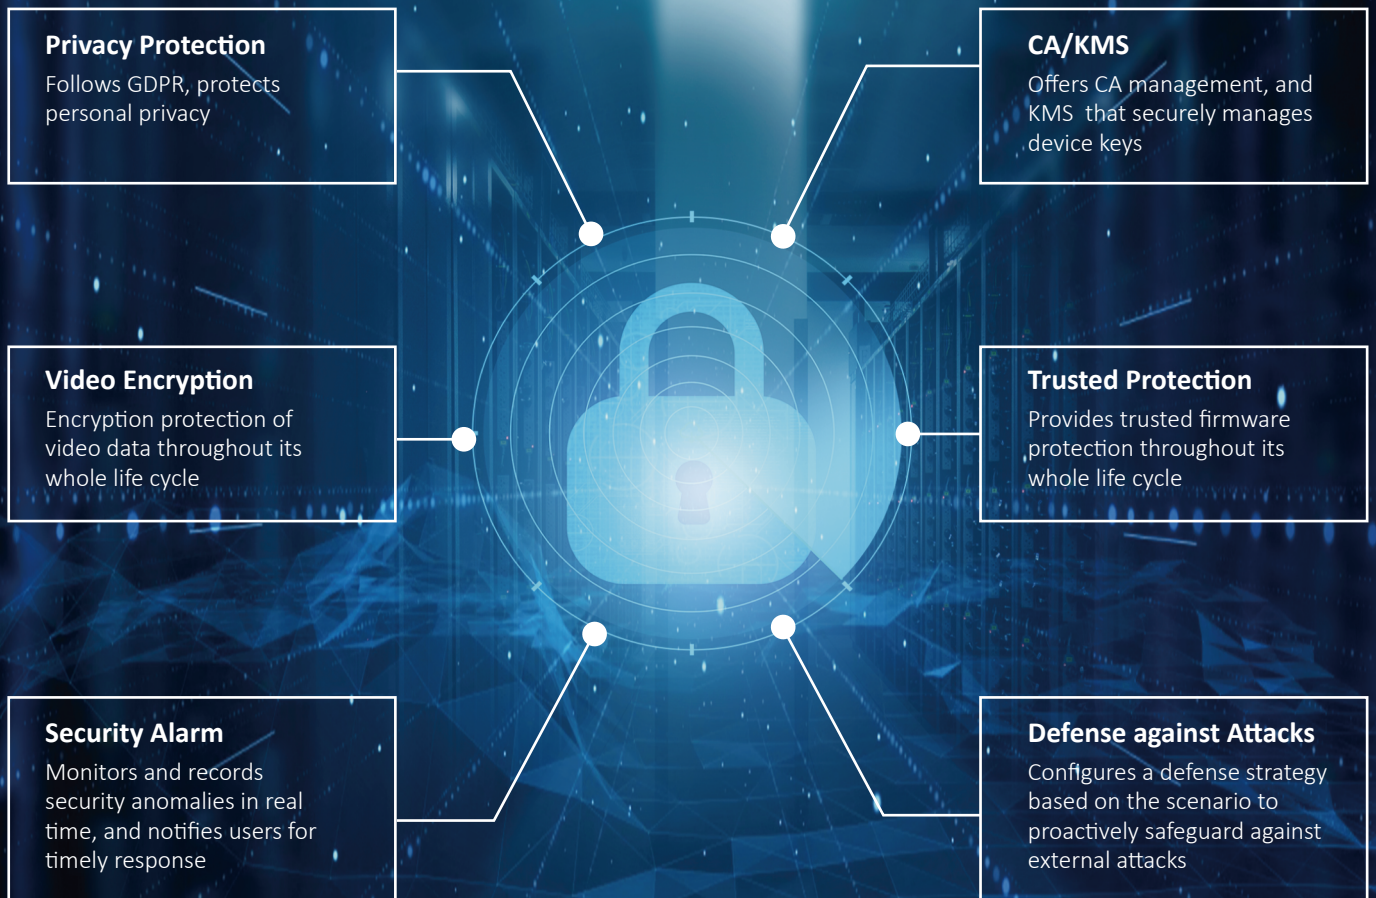 Privacy Protection
Follows GDPR, protects
personal privacy
CA/KMS
Offers CA management, and
KMS that securely manages
device keys
Video Encryption
Encryption protection of
video data throughout its
whole life cycle
Trusted Protection
Provides trusted firmware
protection throughout its
whole life cycle
Security Alarm
Monitors and records
security anomalies in real
time, and notifies users for
timely response
Defense against Attacks
Configures a defense strategy
based on the scenario to
proactively safeguard against
external attacks